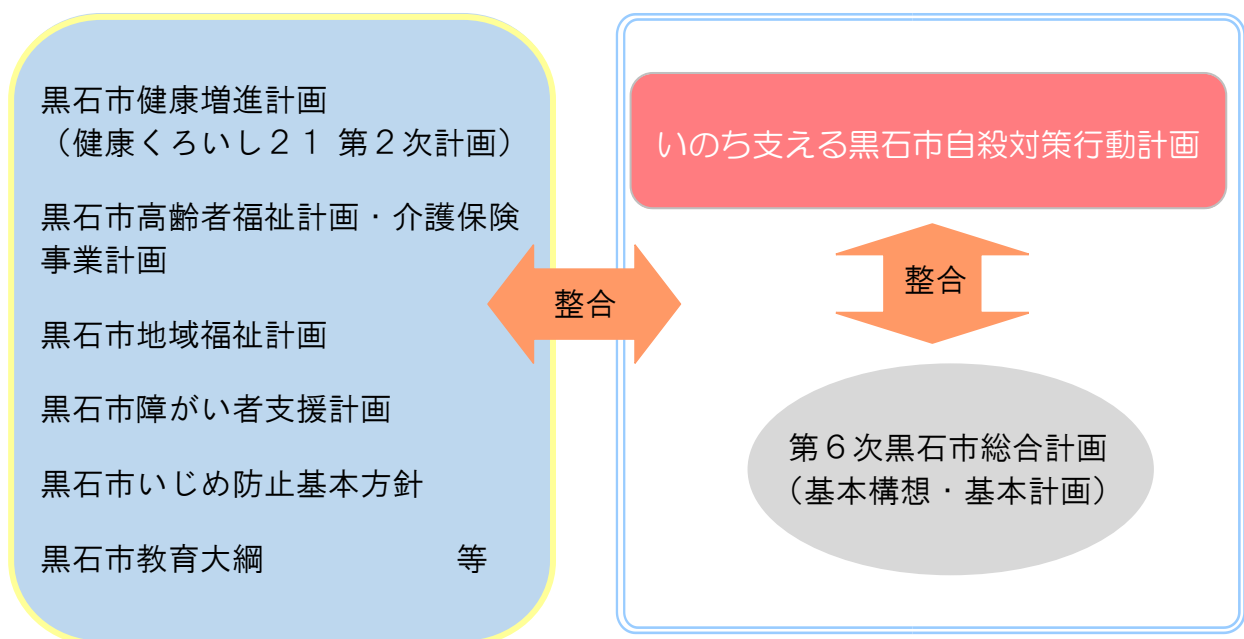 黒石市健康増進計画
（健康くろいし２１ 第２次計画）
黒石市高齢者福祉計画・介護保険
事業計画
黒石市地域福祉計画
黒石市障がい者支援計画
黒石市いじめ防止基本方針
黒石市教育大綱　　　　　　等
整合
いのち支える黒石市自殺対策行動計画
整合
第６次黒石市総合計画
（基本構想・基本計画）